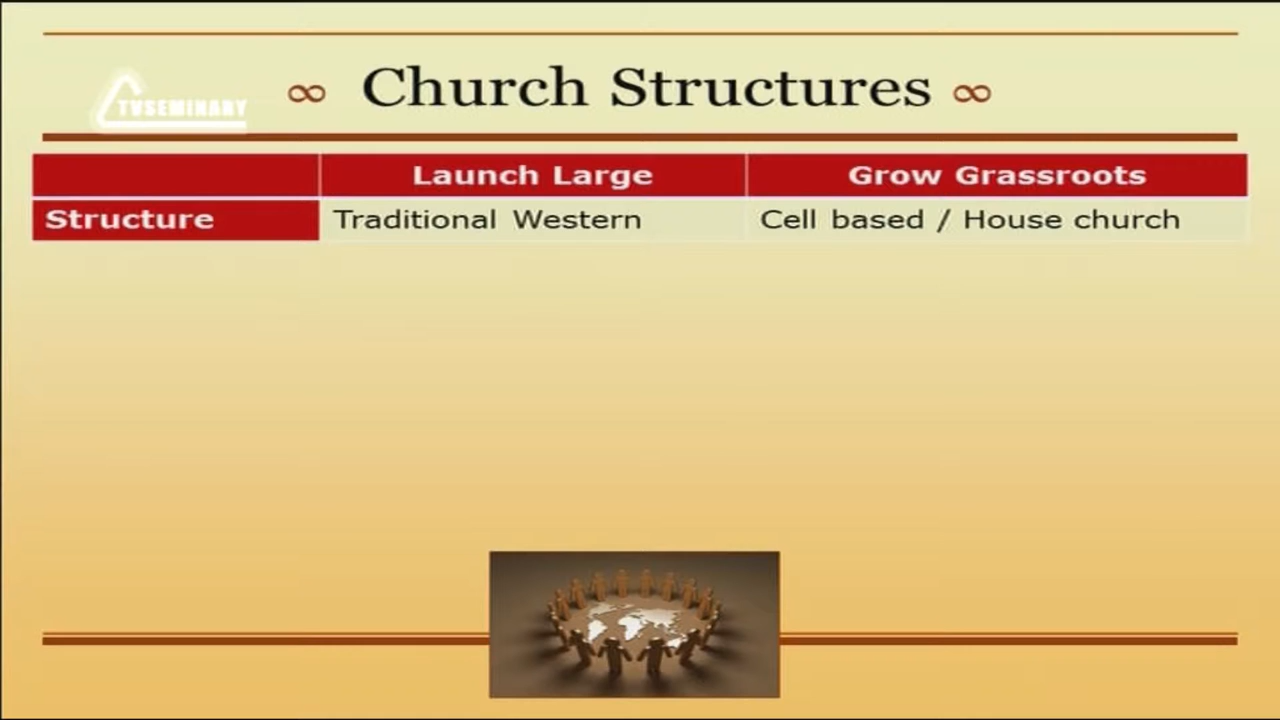 TVSEMINARY
∞ Church Structures ∞
Launch Large Grow Grassroots
Structure Traditional Western Cell based / House church